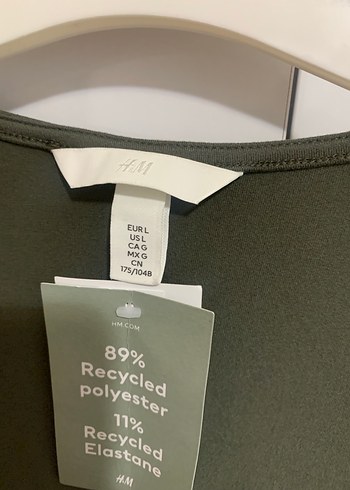 H&M
EUR L
US L
CA G
MX G
CN
175/104B
HM.COM
89%
Recycled
polyester
11%
Recycled
Elastane
H&M